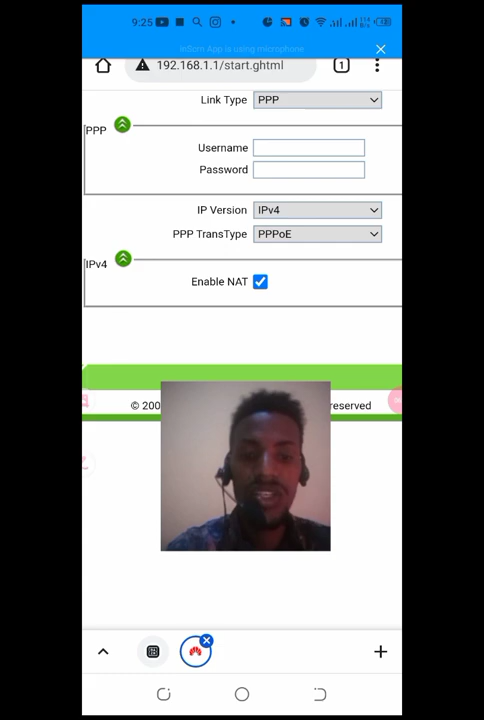 9:25
InShort App is using microphone
192.168.1.1/start.ghtml
1
Link Type PPP
PPP
Username
Password
IP Version IPv4
PPP TransType PPPoE
IPv4
Enable NAT
© 200
reserved